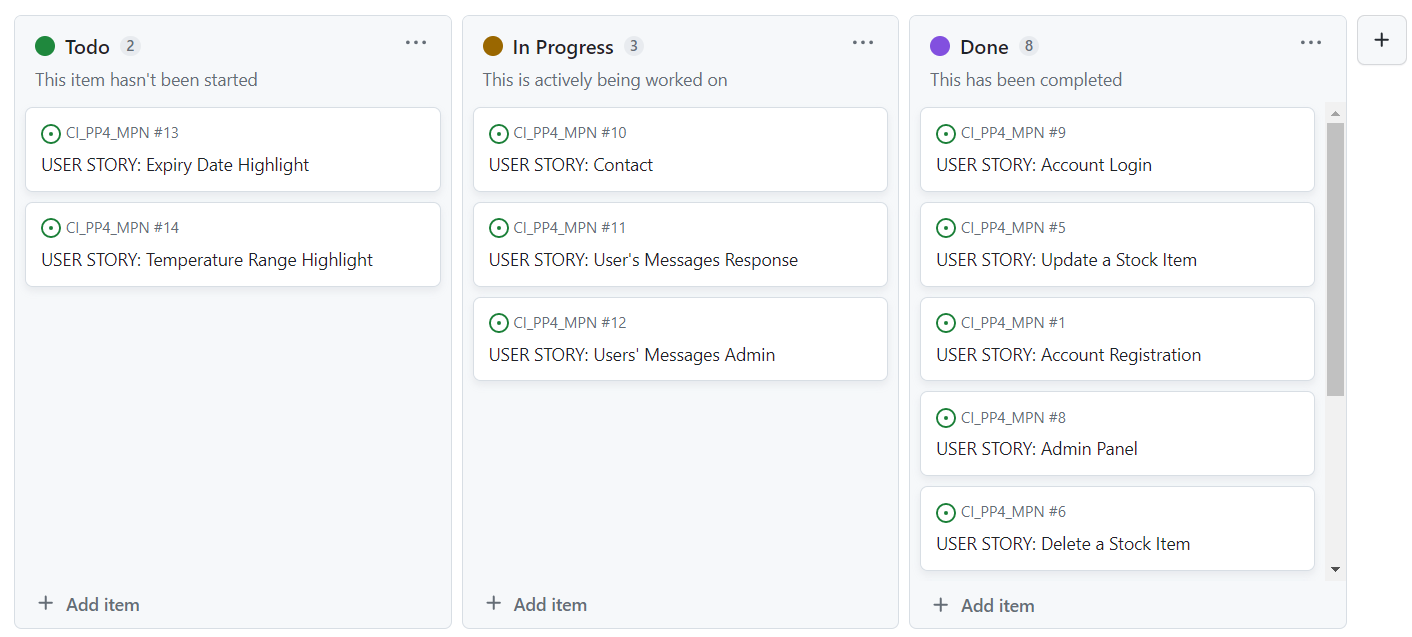 Todo 2
This item hasn't been started
CI_PP4_MPN #13
USER STORY: Expiry Date Highlight
CI_PP4_MPN #14
USER STORY: Temperature Range Highlight
Add item
In Progress 3
This is actively being worked on
CI_PP4_MPN #10
USER STORY: Contact
CI_PP4_MPN #11
USER STORY: User's Messages Response
CI_PP4_MPN #12
USER STORY: Users' Messages Admin
Add item
Done 8
This has been completed
CI_PP4_MPN #9
USER STORY: Account Login
CI_PP4_MPN #5
USER STORY: Update a Stock Item
CI_PP4_MPN #1
USER STORY: Account Registration
CI_PP4_MPN #8
USER STORY: Admin Panel
CI_PP4_MPN #6
USER STORY: Delete a Stock Item
Add item